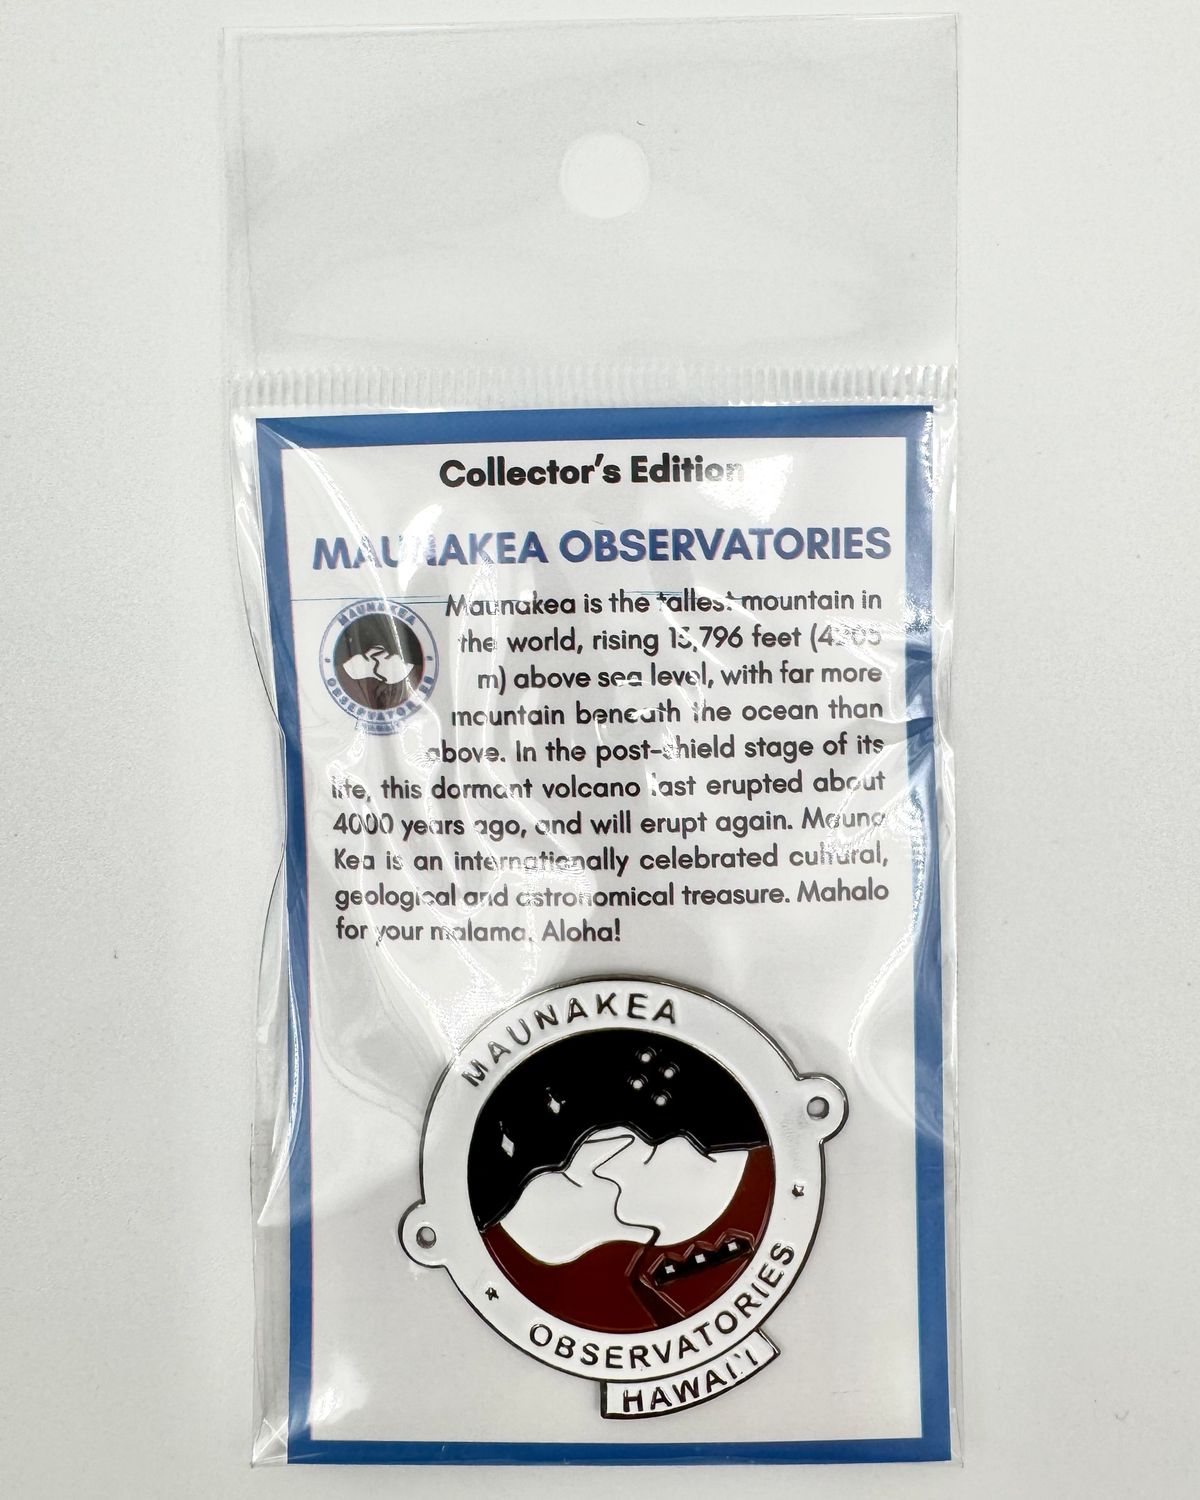 Collector's Edition
MAUNAKEA OBSERVATORIES
MAUNAKEA
OBSERVATORIES
Maunakea is the tallest mountain in
the world, rising 13,796 feet (4205
m) above sea level, with far more
mountain beneath the ocean than
above. In the post-shield stage of its
life, this dormant volcano last erupted about
4000 years ago, and will erupt again. Mauna
Kea is an internationally celebrated cultural,
geological and astronomical treasure. Mahalo
for your malama. Aloha!
MAUNAKEA
OBSERVATORIES
HAWAI'I